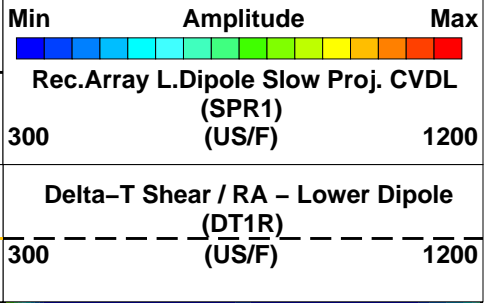 Min Amplitude Max
Rec.Array L.Dipole Slow Proj. CVDL
(SPR1)
300 (US/F) 1200
Delta−T Shear / RA − Lower Dipole
(DT1R)
300 (US/F) 1200